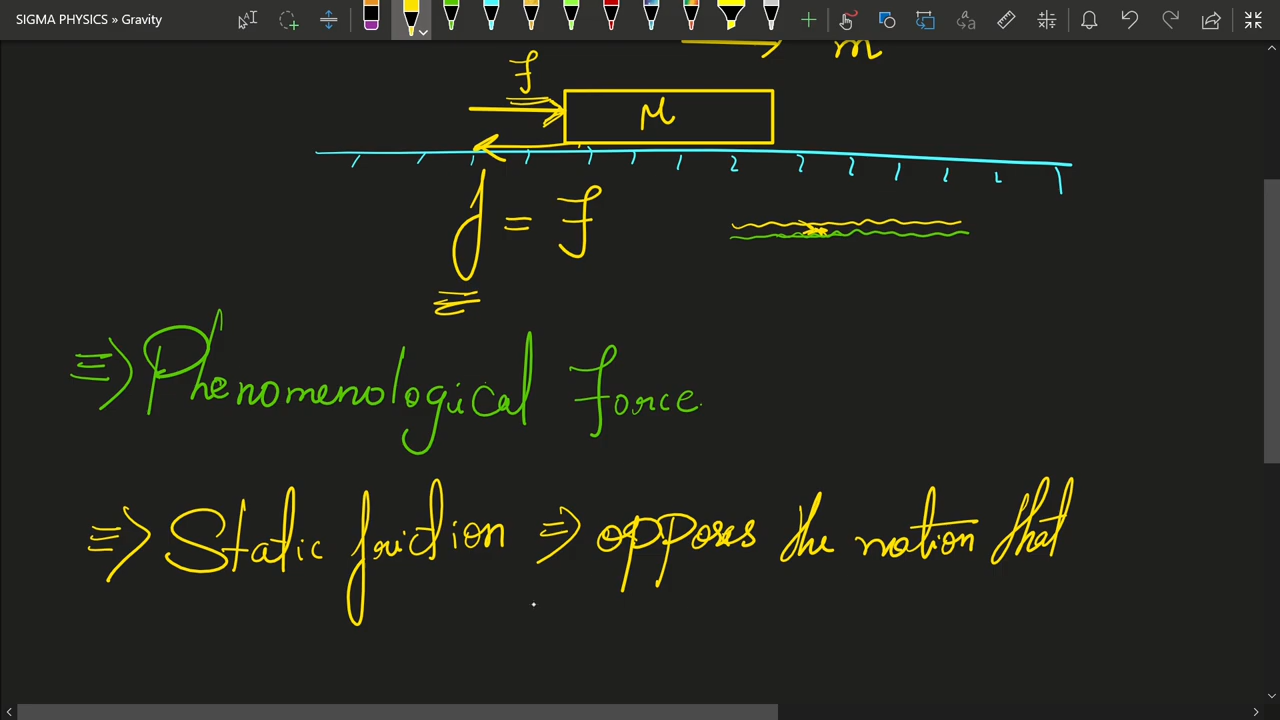 SIGMA PHYSICS » Gravity
m
F
M
f = F
⇒ Phenomenological force.
⇒ Static friction ⇒ opposes the motion that